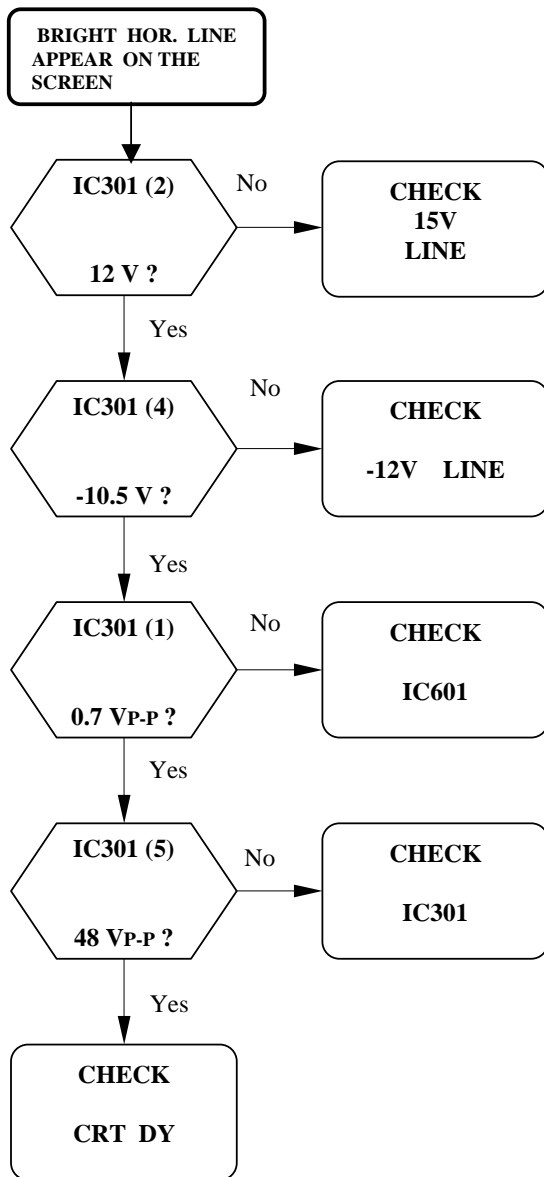 BRIGHT HOR. LINE
APPEAR ON THE
SCREEN
IC301 (2)
12 V ?
No
CHECK
15V
LINE
Yes
IC301 (4)
-10.5 V ?
No
CHECK
-12V LINE
Yes
IC301 (1)
0.7 VP-P ?
No
CHECK
IC601
Yes
IC301 (5)
48 VP-P ?
No
CHECK
IC301
Yes
CHECK
CRT DY